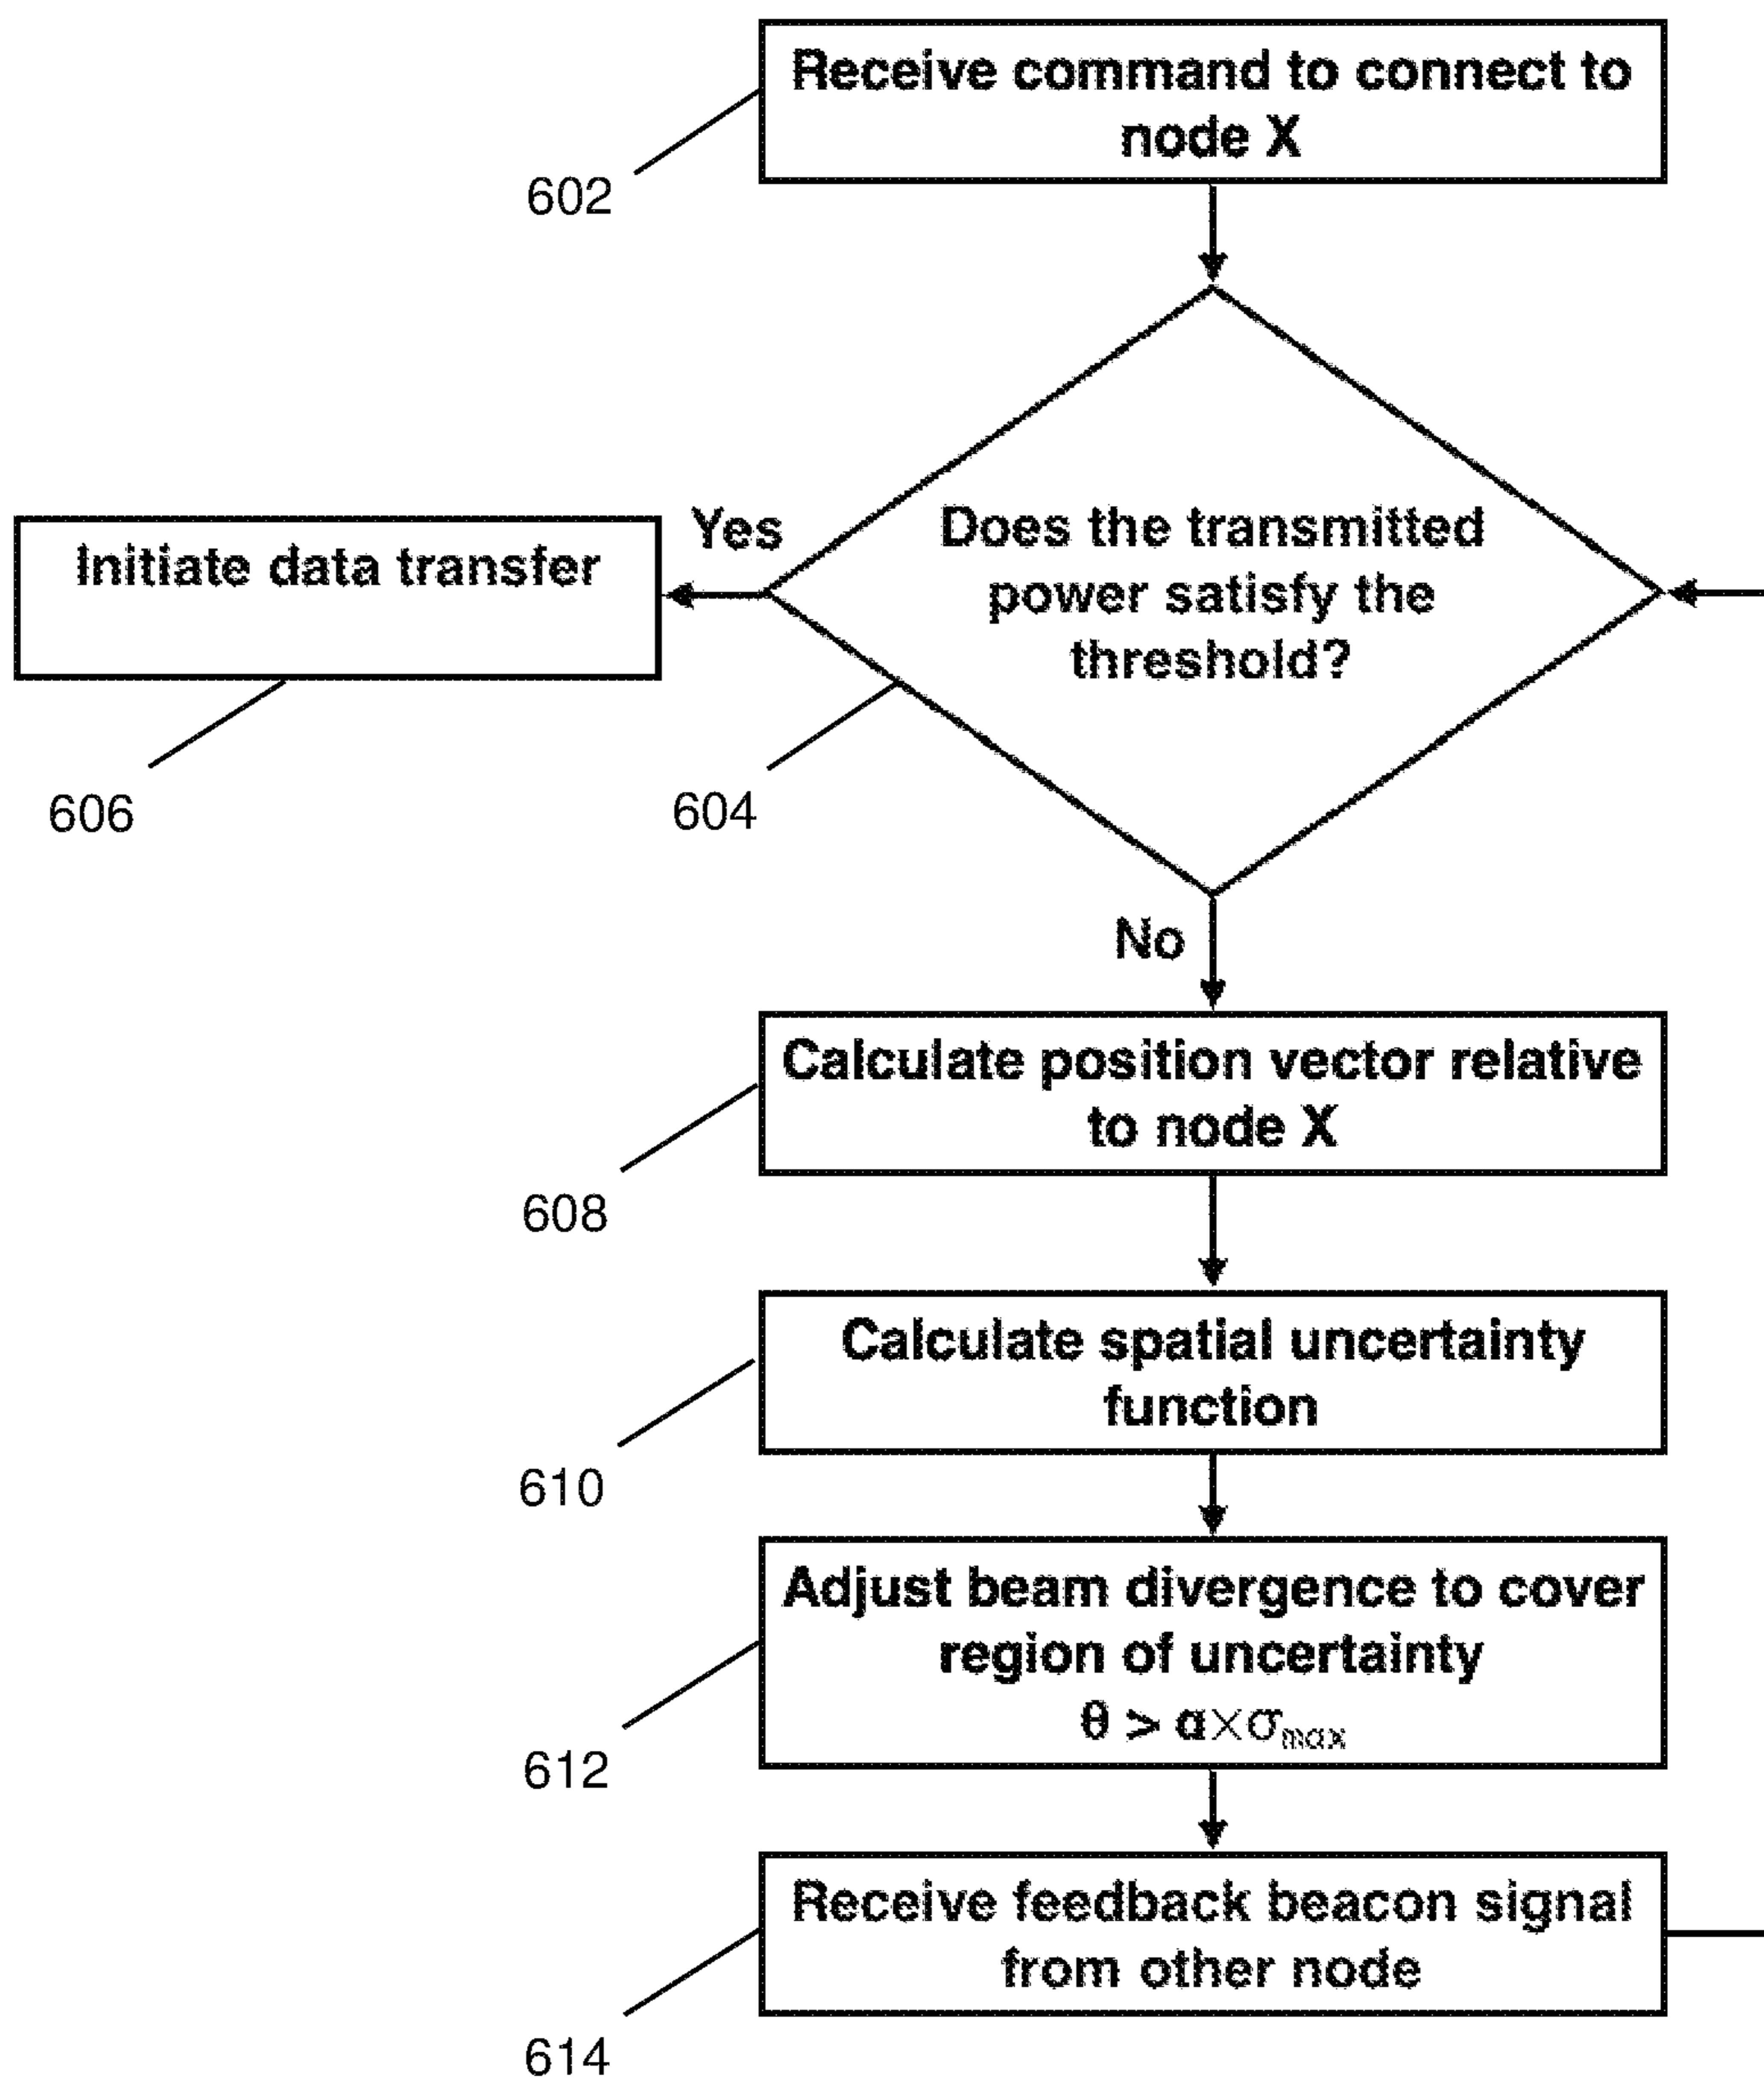 Receive command to connect to
node X
602
Does the transmitted
power satisfy the
threshold?
Yes
Initiate data transfer
606
604
No
Calculate position vector relative
to node X
608
Calculate spatial uncertainty
function
610
Adjust beam divergence to cover
region of uncertainty
θ > α×σmax
612
Receive feedback beacon signal
from other node
614